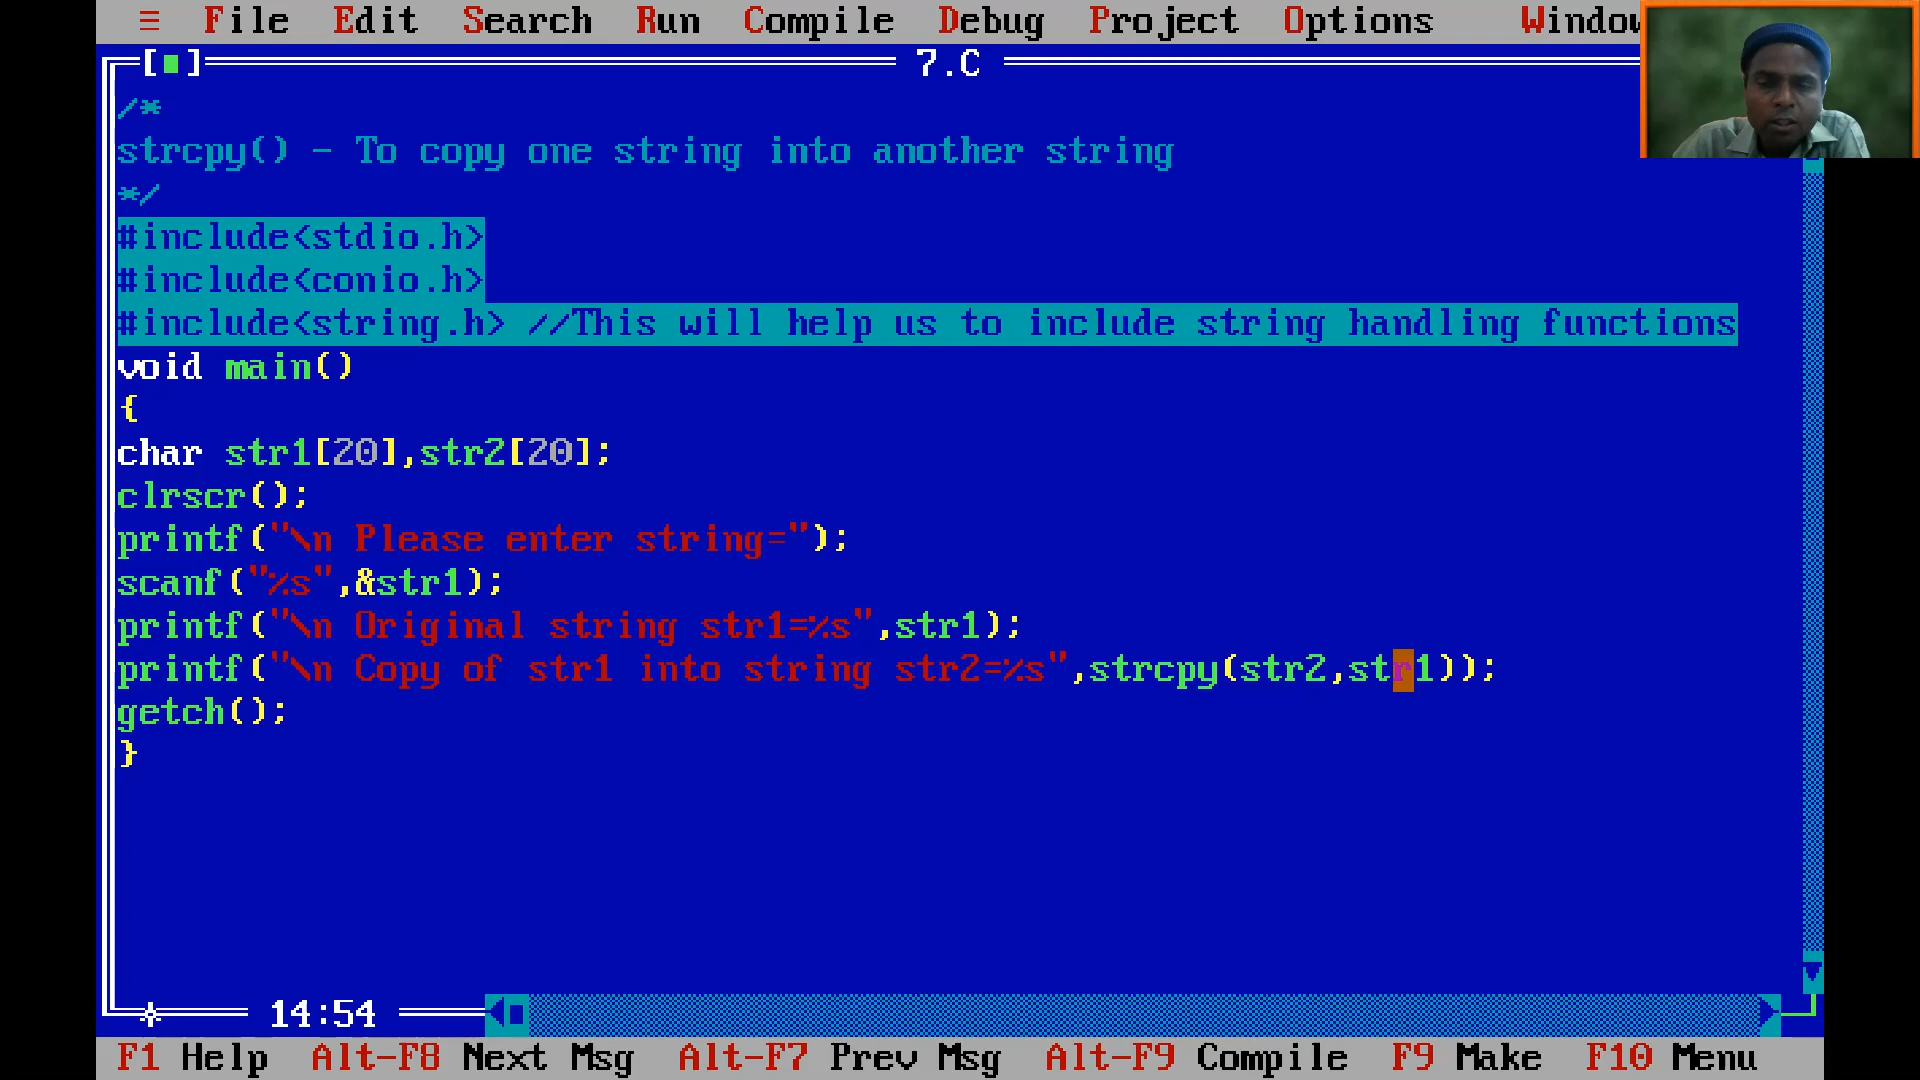 ≡ File Edit Search Run Compile Debug Project Options Window
[■] 7.C
/*
strcpy() - To copy one string into another string
*/
#include<stdio.h>
#include<conio.h>
#include<string.h> //This will help us to include string handling functions
void main()
{
char str1[20],str2[20];
clrscr();
printf("\n Please enter string=");
scanf("%s",&str1);
printf("\n Original string str1=%s",str1);
printf("\n Copy of str1 into string str2=%s",strcpy(str2,str1));
getch();
}
* 14:54
F1 Help Alt-F8 Next Msg Alt-F7 Prev Msg Alt-F9 Compile F9 Make F10 Menu